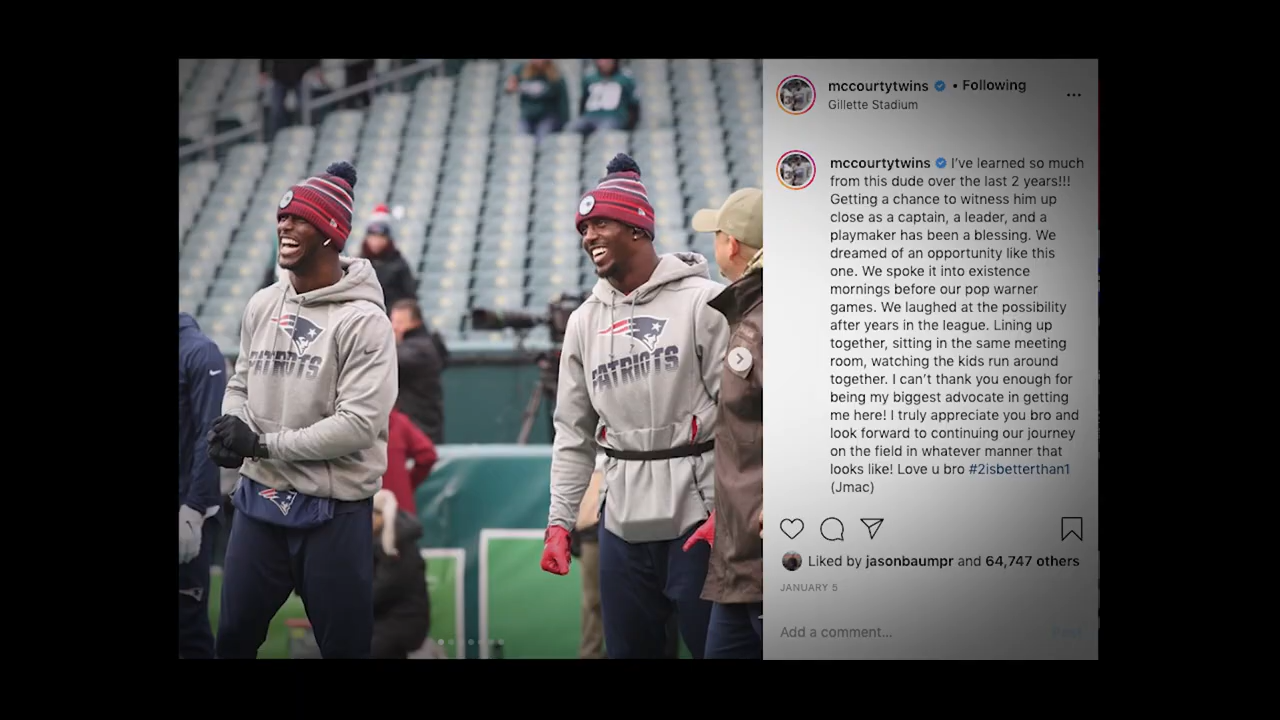 mccourtytwins • Following
Gillette Stadium
mccourtytwins I've learned so much
from this dude over the last 2 years!!!
Getting a chance to witness him up
close as a captain, a leader, and a
playmaker has been a blessing. We
dreamed of an opportunity like this
one. We spoke it into existence
mornings before our pop warner
games. We laughed at the possibility
after years in the league. Lining up
together, sitting in the same meeting
room, watching the kids run around
together. I can't thank you enough for
being my biggest advocate in getting
me here! I truly appreciate you bro and
look forward to continuing our journey
on the field in whatever manner that
looks like! Love u bro #2isbetterthan1
(Jmac)
Liked by jasonbaumpr and 64,747 others
JANUARY 5
Add a comment... Post
PATRIOTS
PATRIOTS